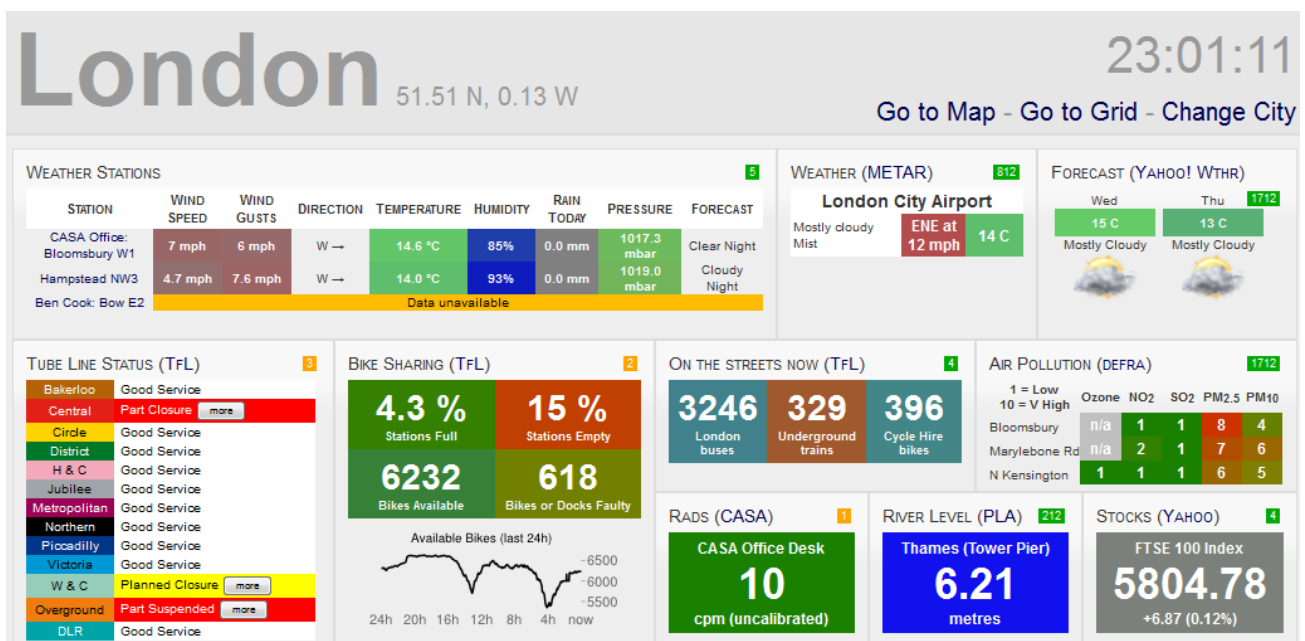 London 51.51 N, 0.13 W
23:01:11
Go to Map - Go to Grid - Change City
WEATHER STATIONS 5
STATION WIND SPEED WIND GUSTS DIRECTION TEMPERATURE HUMIDITY RAIN TODAY PRESSURE FORECAST
CASA Office: Bloomsbury W1 7 mph 6 mph W → 14.6 °C 85% 0.0 mm 1017.3 mbar Clear Night
Hampstead NW3 4.7 mph 7.6 mph W → 14.0 °C 93% 0.0 mm 1019.0 mbar Cloudy Night
Ben Cook: Bow E2 Data unavailable
WEATHER (METAR) 812
London City Airport
Mostly cloudy Mist ENE at 12 mph 14 C
FORECAST (YAHOO! WTHR)
Wed Thu 1712
15 C 13 C
Mostly Cloudy Mostly Cloudy
TUBE LINE STATUS (TFL) 3
Bakerloo Good Service
Central Part Closure more
Circle Good Service
District Good Service
H & C Good Service
Jubilee Good Service
Metropolitan Good Service
Northern Good Service
Piccadilly Good Service
Victoria Good Service
W & C Planned Closure more
Overground Part Suspended more
DLR Good Service
BIKE SHARING (TFL) 2
4.3 % 15 %
Stations Full Stations Empty
6232 618
Bikes Available Bikes or Docks Faulty
Available Bikes (last 24h)
6500
6000
5500
24h 20h 16h 12h 8h 4h now
ON THE STREETS NOW (TFL) 4
3246 329 396
London buses Underground trains Cycle Hire bikes
AIR POLLUTION (DEFRA) 1712
1 = Low
10 = V High
Ozone NO2 SO2 PM2.5 PM10
Bloomsbury n/a 1 1 8 4
Marylebone Rd n/a 2 1 7 6
N Kensington 1 1 1 6 5
RADS (CASA) 1
CASA Office Desk
10
cpm (uncalibrated)
RIVER LEVEL (PLA) 212
Thames (Tower Pier)
6.21
metres
STOCKS (YAHOO) 4
FTSE 100 Index
5804.78
+6.87 (0.12%)